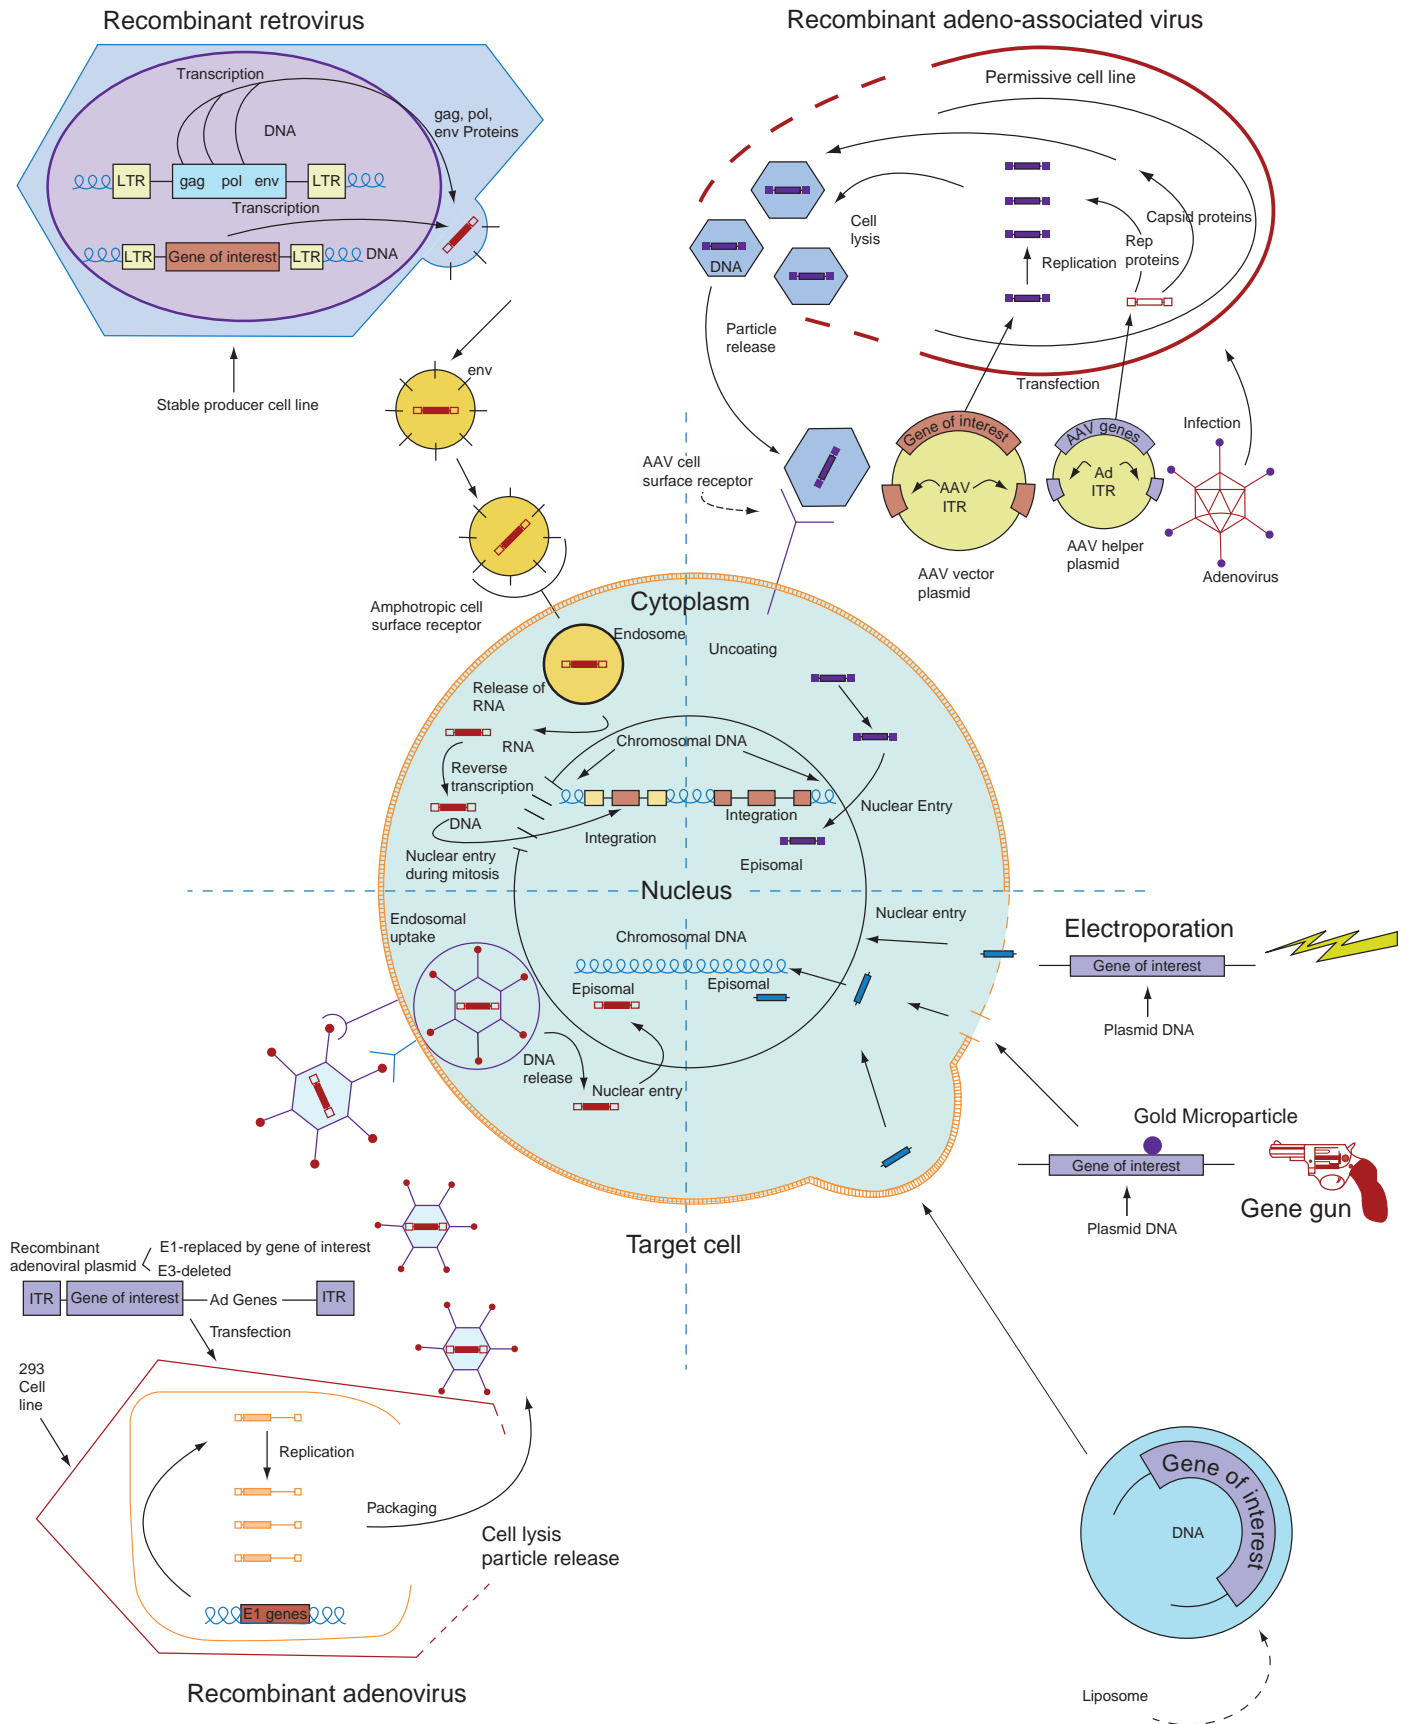 Recombinant retrovirus
Transcription
gag, pol,
env Proteins
DNA
LTR
gag pol env
LTR
Transcription
LTR
Gene of interest
LTR
DNA
Stable producer cell line
env
Amphotropic cell
surface receptor
Recombinant adeno-associated virus
Permissive cell line
Cell
lysis
Capsid proteins
Rep
proteins
Replication
DNA
Particle
release
Transfection
Gene of interest
AAV
ITR
AAV vector
plasmid
AAV genes
Ad
ITR
AAV helper
plasmid
Infection
Adenovirus
AAV cell
surface receptor
Cytoplasm
Endosome
Uncoating
Release of
RNA
RNA
Reverse
transcription
DNA
Nuclear entry
during mitosis
Chromosomal DNA
Integration
Integration
Nuclear Entry
Episomal
Nucleus
Endosomal
uptake
Chromosomal DNA
Episomal
Episomal
Nuclear entry
DNA
release
Nuclear entry
Electroporation
Gene of interest
Plasmid DNA
Gold Microparticle
Gene of interest
Plasmid DNA
Gene gun
Target cell
Recombinant
adenoviral plasmid
E1-replaced by gene of interest
E3-deleted
ITR
Gene of interest
Ad Genes
ITR
Transfection
293
Cell
line
Replication
Packaging
Cell lysis
particle release
E1 genes
Recombinant adenovirus
Gene of interest
DNA
Liposome